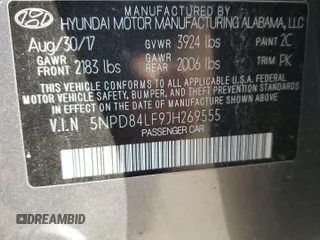 MANUFACTURED BY
HYUNDAI MOTOR MANUFACTURING ALABAMA, LLC
Aug/30/17 GVWR 3924 lbs PAINT 2C
GAWR FRONT 2183 lbs GAWR REAR 2006 lbs TRIM PK
THIS VEHICLE CONFORMS TO ALL APPLICABLE FEDERAL
MOTOR VEHICLE SAFETY, BUMPER, AND THEFT PREVENTION STANDARDS
IN EFFECT ON THE DATE OF MANUFACTURE SHOWN ABOVE.
V.I.N 5NPD84LF9JH269555
PASSENGER CAR
© DREAMBID